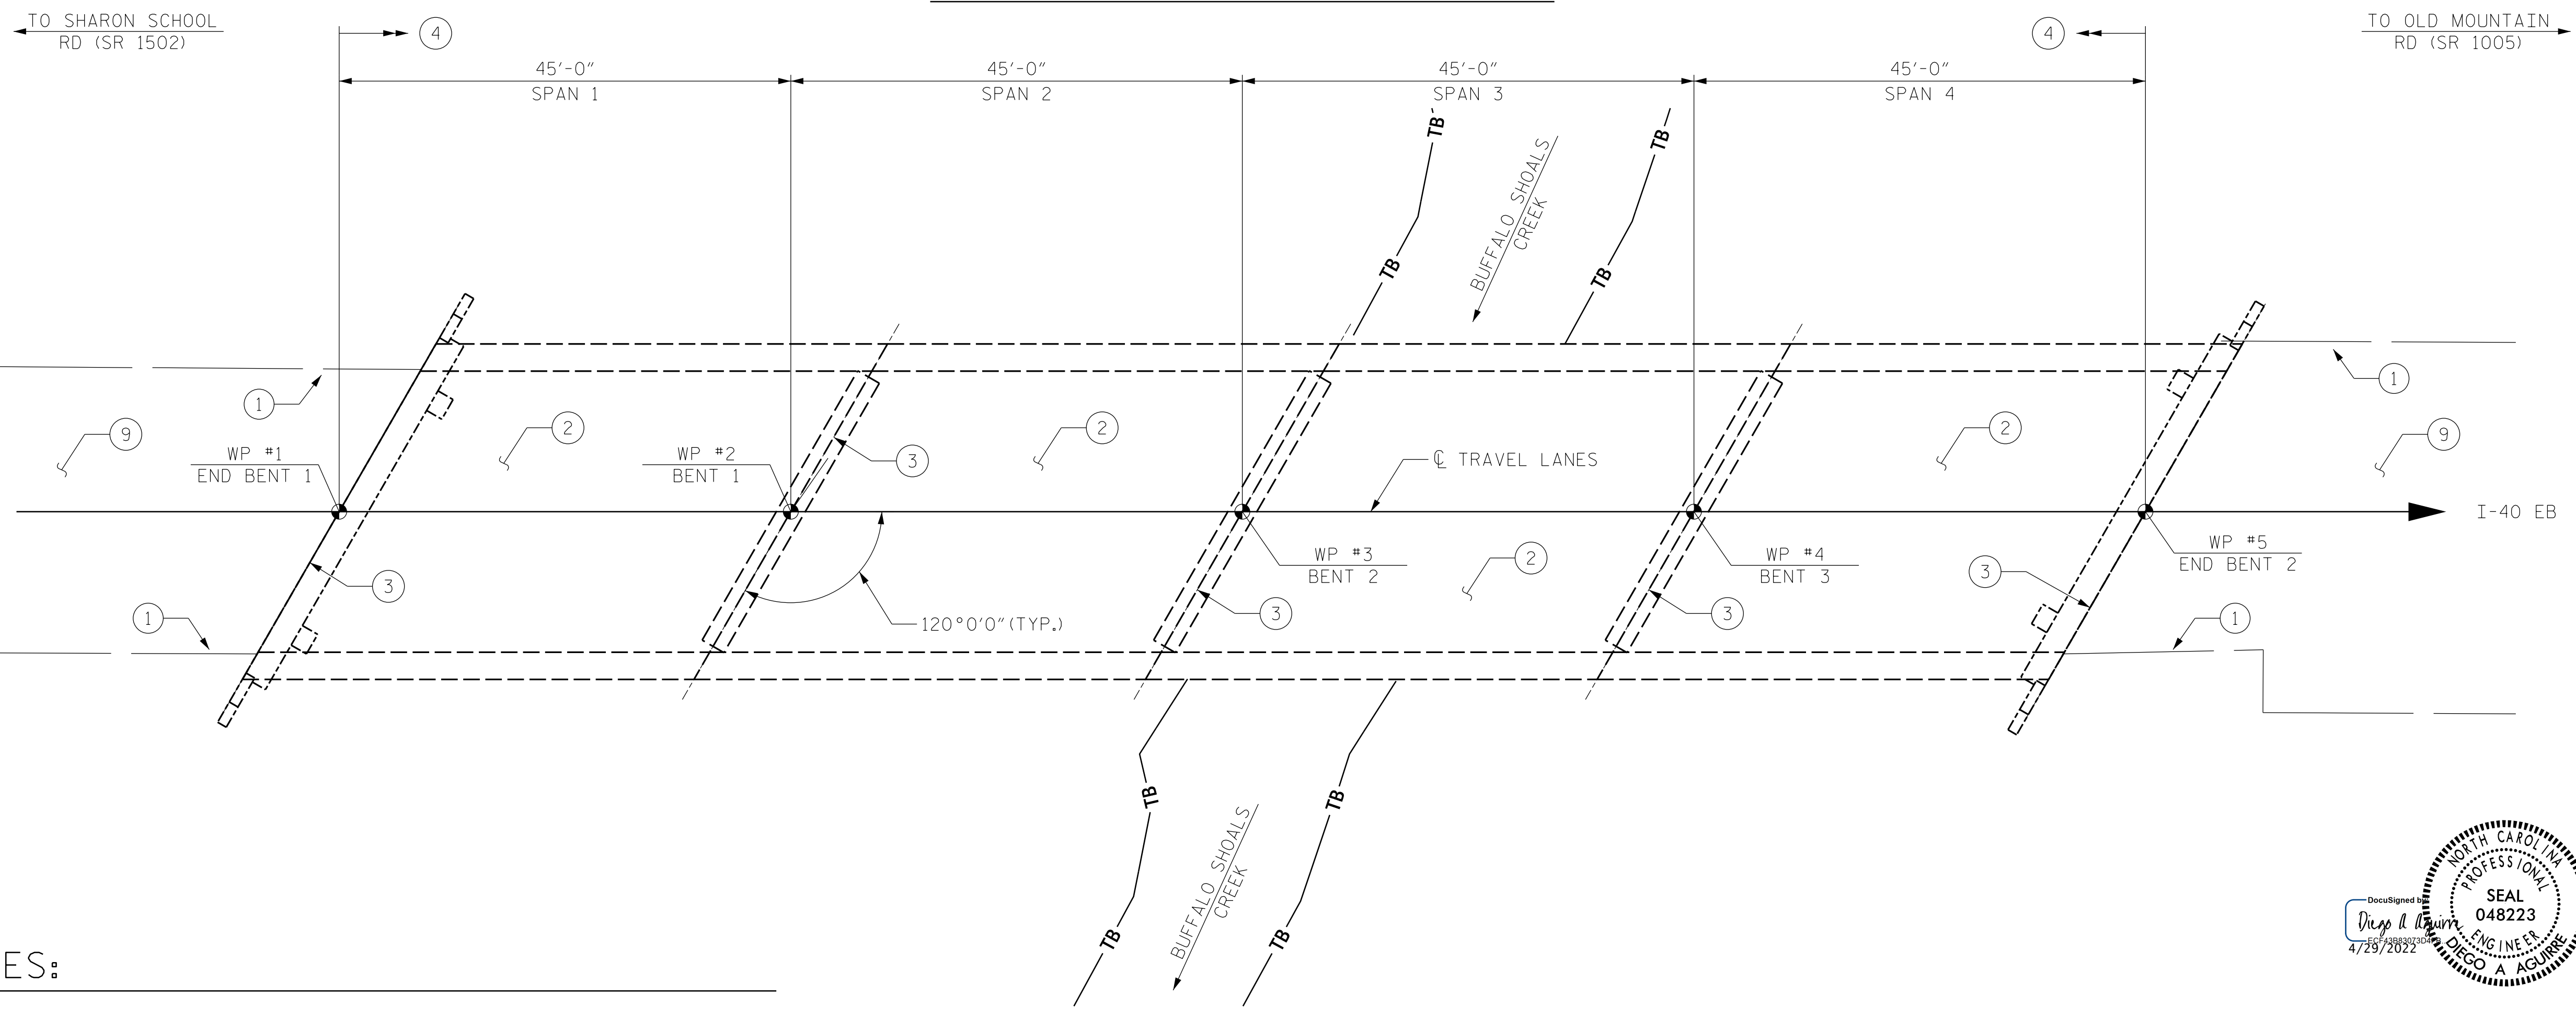 TO SHARON SCHOOL
RD (SR 1502)
4
4
TO OLD MOUNTAIN
RD (SR 1005)
45'-0"
SPAN 1
45'-0"
SPAN 2
45'-0"
SPAN 3
45'-0"
SPAN 4
TB
TB
BUFFALO SHOALS
CREEK
TB
TB
1
1
9
2
2
2
9
WP #1
END BENT 1
WP #2
BENT 1
3
℄ TRAVEL LANES
I-40 EB
WP #3
BENT 2
2
WP #4
BENT 3
WP #5
END BENT 2
3
3
1
120°0'0" (TYP.)
3
3
1
TB
TB
BUFFALO SHOALS
CREEK
TB
TB
NORTH CAROLINA
PROFESSIONAL
SEAL
048223
ENGINEER
DIEGO A AGUIRRE
DocuSigned by
Diego A Aguirre
4/29/2022
ES: